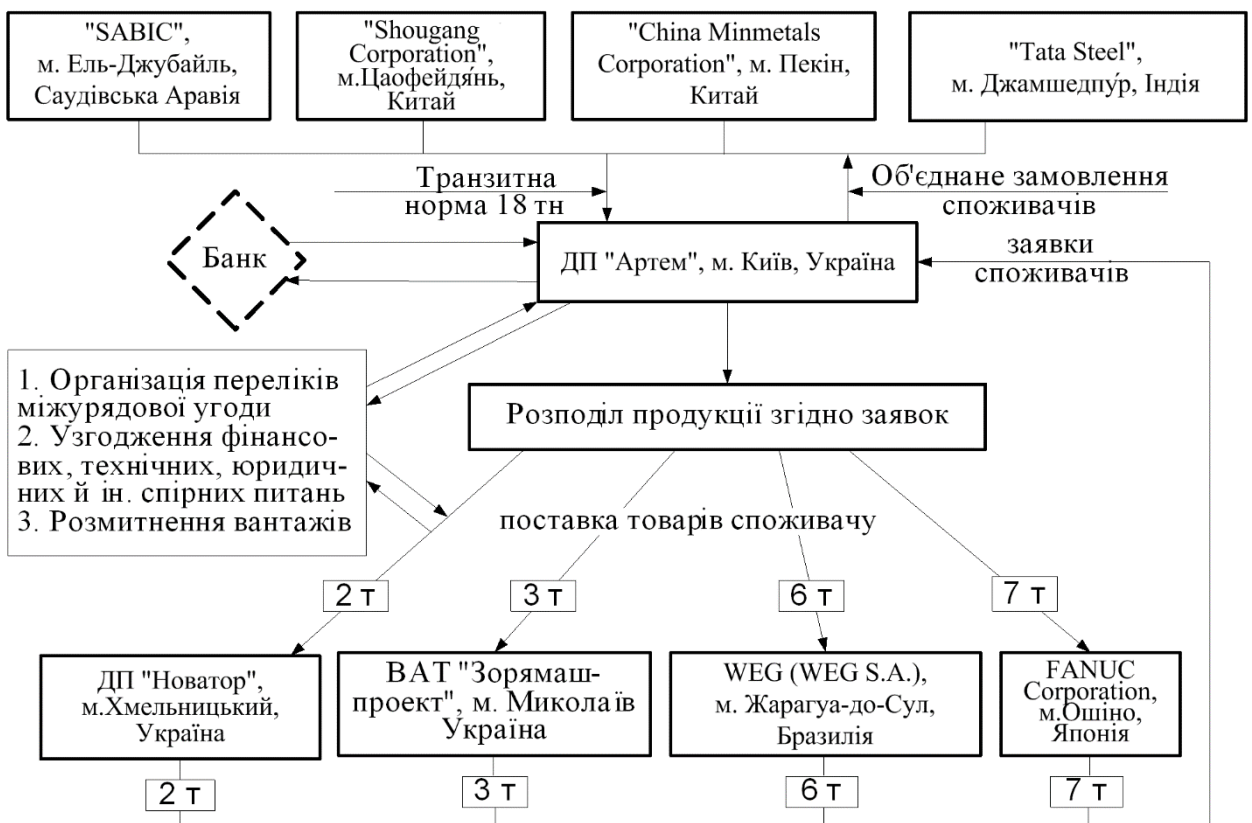 "SABIC",
м. Ель-Джубайль,
Саудівська Аравія
"Shougang
Corporation",
м.Цаофейдя́нь,
Китай
"China Minmetals
Corporation", м. Пекін,
Китай
"Tata Steel",
м. Джамшедпу́р, Індія
Транзитна
норма 18 тн
Об'єднане замовлення
споживачів
Банк
ДП "Артем", м. Київ, Україна
заявки
споживачів
1. Організація переліків
міжурядової угоди
2. Узгодження фінансо-
вих, технічних, юридич-
них й ін. спірних питань
3. Розмитнення вантажів
Розподіл продукції згідно заявок
поставка товарів споживачу
2 т
3 т
6 т
7 т
ДП "Новатор",
м.Хмельницький,
Україна
ВАТ "Зорямаш-
проект", м. Миколаїв
Україна
WEG (WEG S.A.),
м. Жарагуа-до-Сул,
Бразилія
FANUC
Corporation,
м.Ошіно,
Японія
2 т
3 т
6 т
7 т